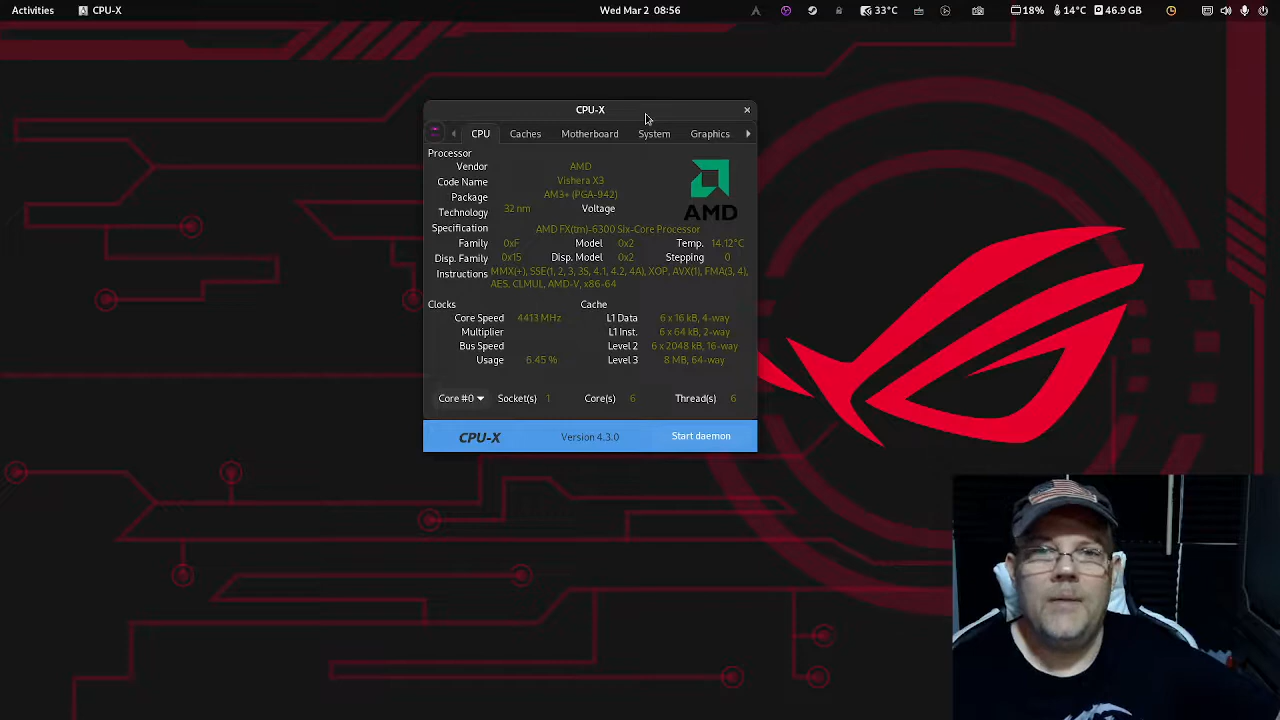 Activities CPU-X Wed Mar 2 08:56 33°C 18% 14°C 46.9 GB
CPU-X ×
CPU Caches Motherboard System Graphics
Processor
Vendor AMD
Code Name Vishera X3
Package AM3+ (PGA-942)
Technology 32 nm Voltage
AMD
Specification AMD FX(tm)-6300 Six-Core Processor
Family 0xF Model 0x2 Temp. 14.12°C
Disp. Family 0x15 Disp. Model 0x2 Stepping 0
Instructions MMX(+), SSE(1, 2, 3, 3S, 4.1, 4.2, 4A), XOP, AVX(1), FMA(3, 4),
AES, CLMUL, AMD-V, x86-64
Clocks Cache
Core Speed 4413 MHz L1 Data 6 x 16 kB, 4-way
Multiplier L1 Inst. 6 x 64 kB, 2-way
Bus Speed Level 2 6 x 2048 kB, 16-way
Usage 6.45 % Level 3 8 MB, 64-way
Core #0 Socket(s) 1 Core(s) 6 Thread(s) 6
CPU-X Version 4.3.0 Start daemon